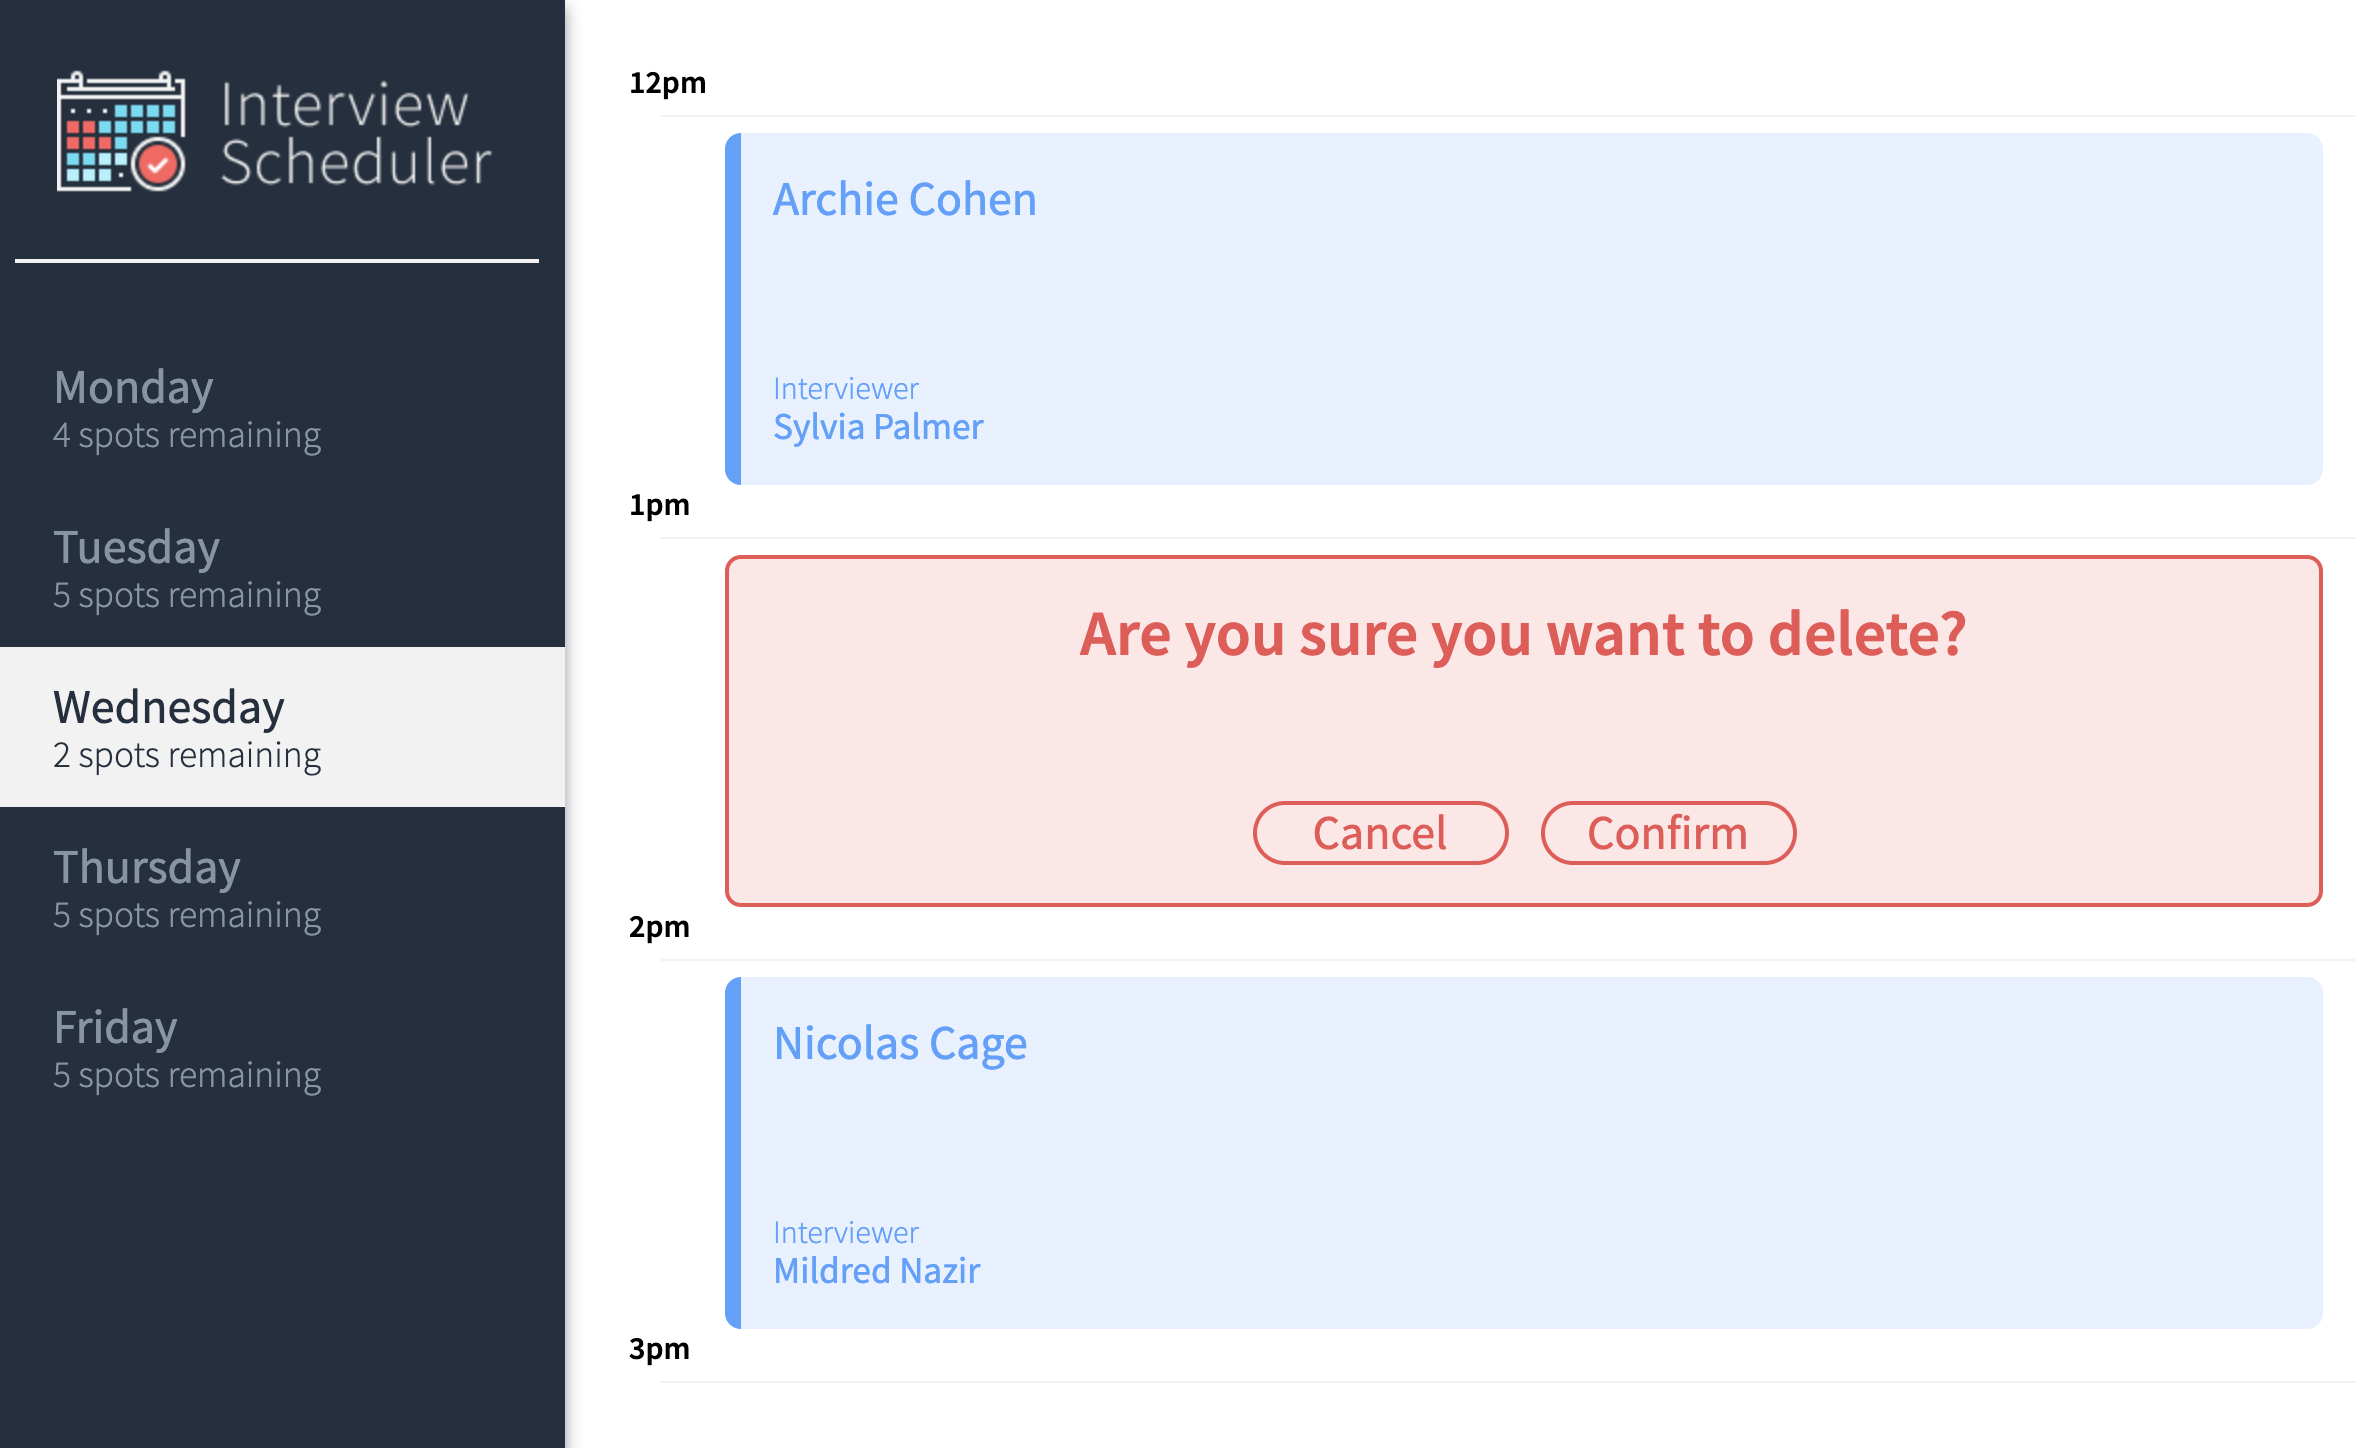 Interview
Scheduler
Monday
4 spots remaining
Tuesday
5 spots remaining
Wednesday
2 spots remaining
Thursday
5 spots remaining
Friday
5 spots remaining
12pm
Archie Cohen
Interviewer
Sylvia Palmer
1pm
Are you sure you want to delete?
Cancel Confirm
2pm
Nicolas Cage
Interviewer
Mildred Nazir
3pm